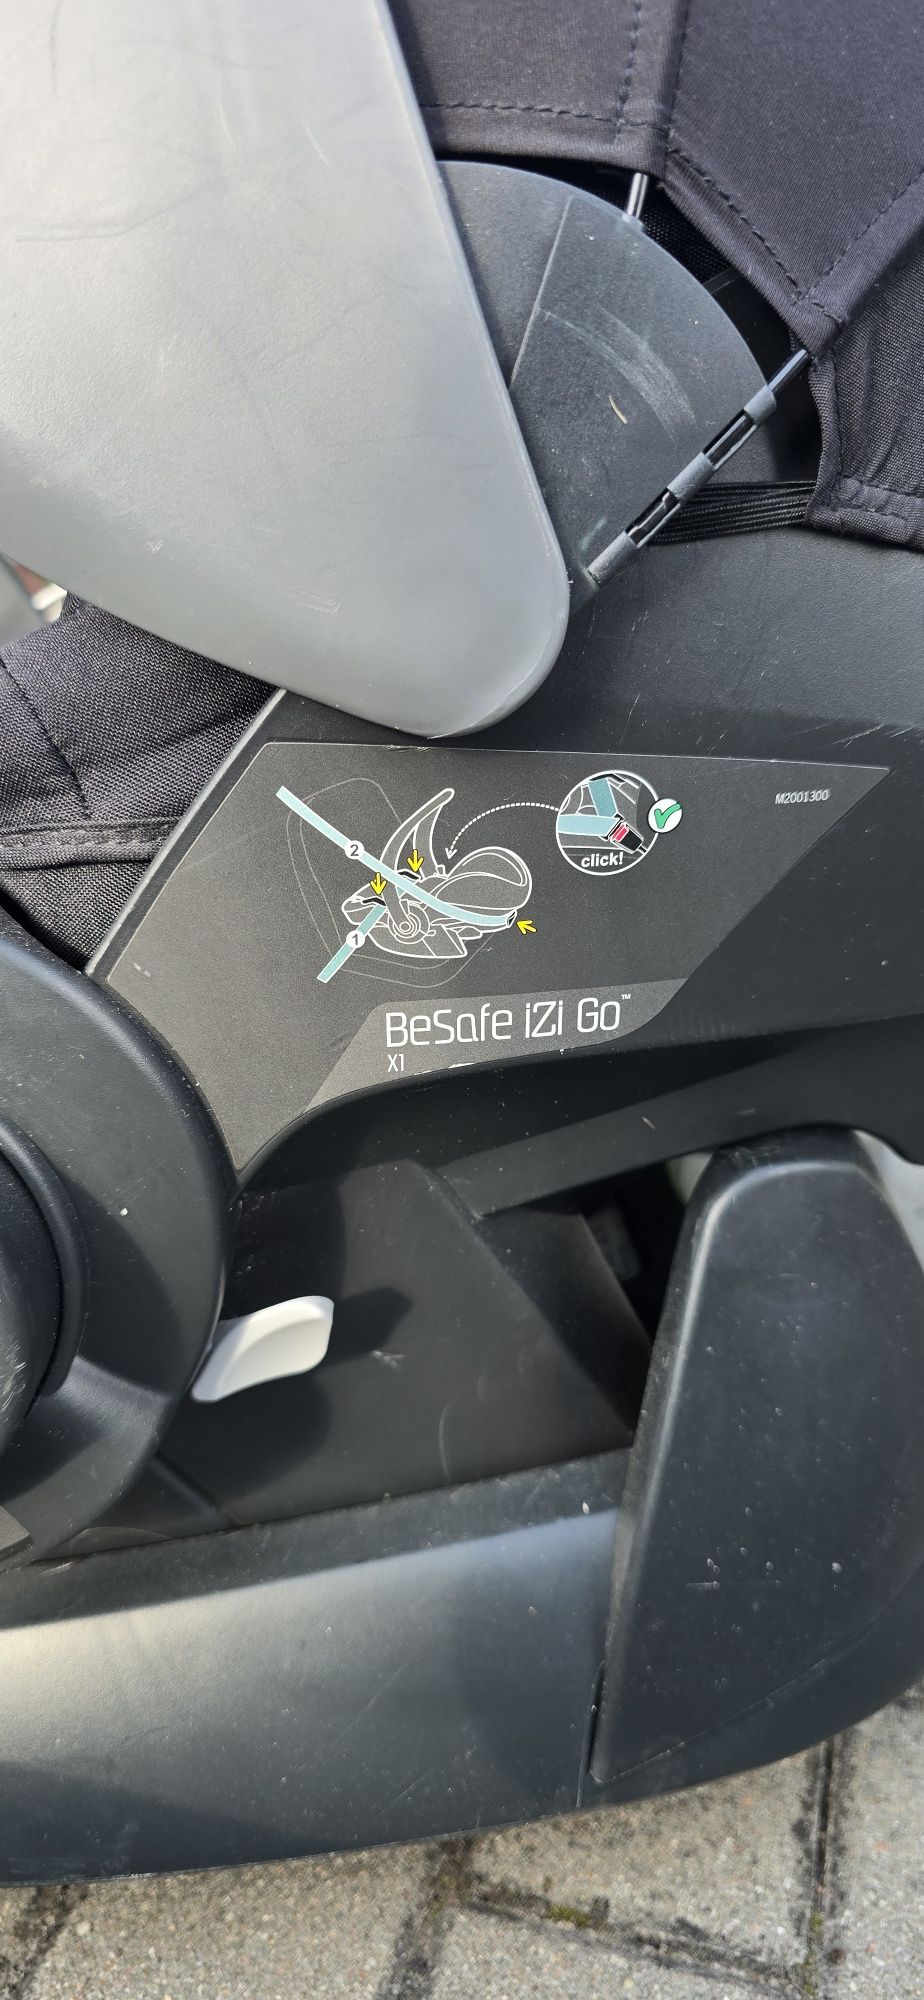 M2001300
2
click!
1
BeSafe iZi Go™
X1